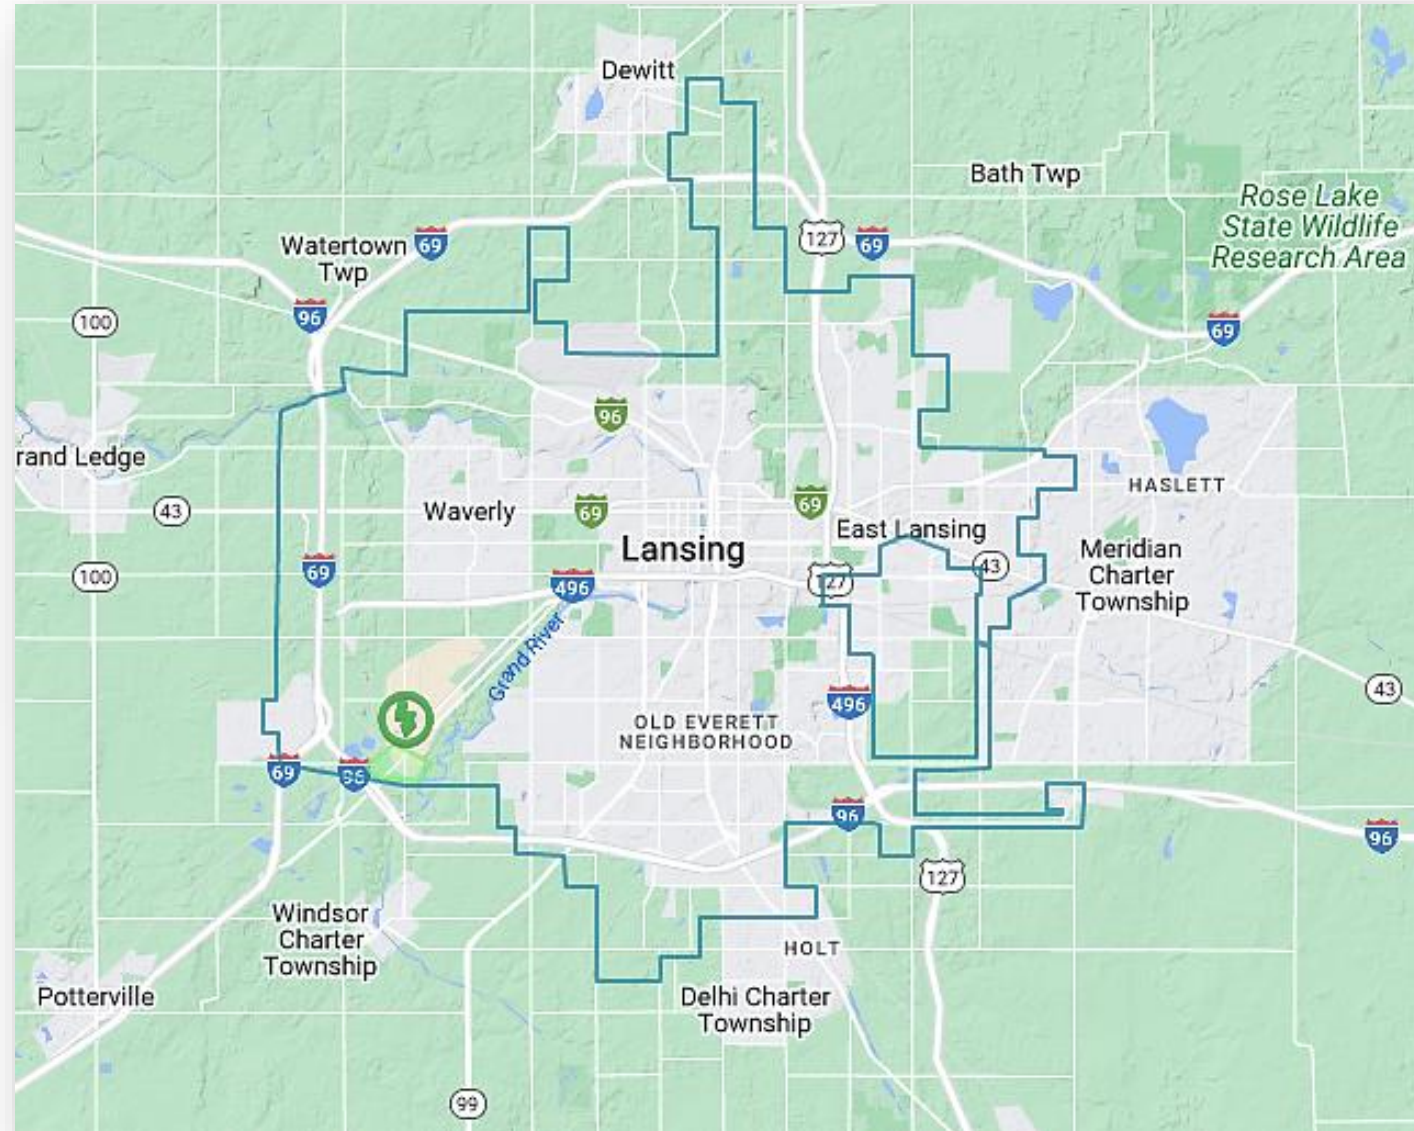 Dewitt
Bath Twp
Rose Lake
State Wildlife
Research Area
127
69
Watertown
Twp
69
96
100
69
96
rand Ledge
HASLETT
43
Waverly
69
69
East Lansing
Lansing
Meridian
Charter
Township
43
100
69
496
127
Grand River
43
496
OLD EVERETT
NEIGHBORHOOD
69
96
96
96
127
Windsor
Charter
Township
HOLT
Potterville
Delhi Charter
Township
99